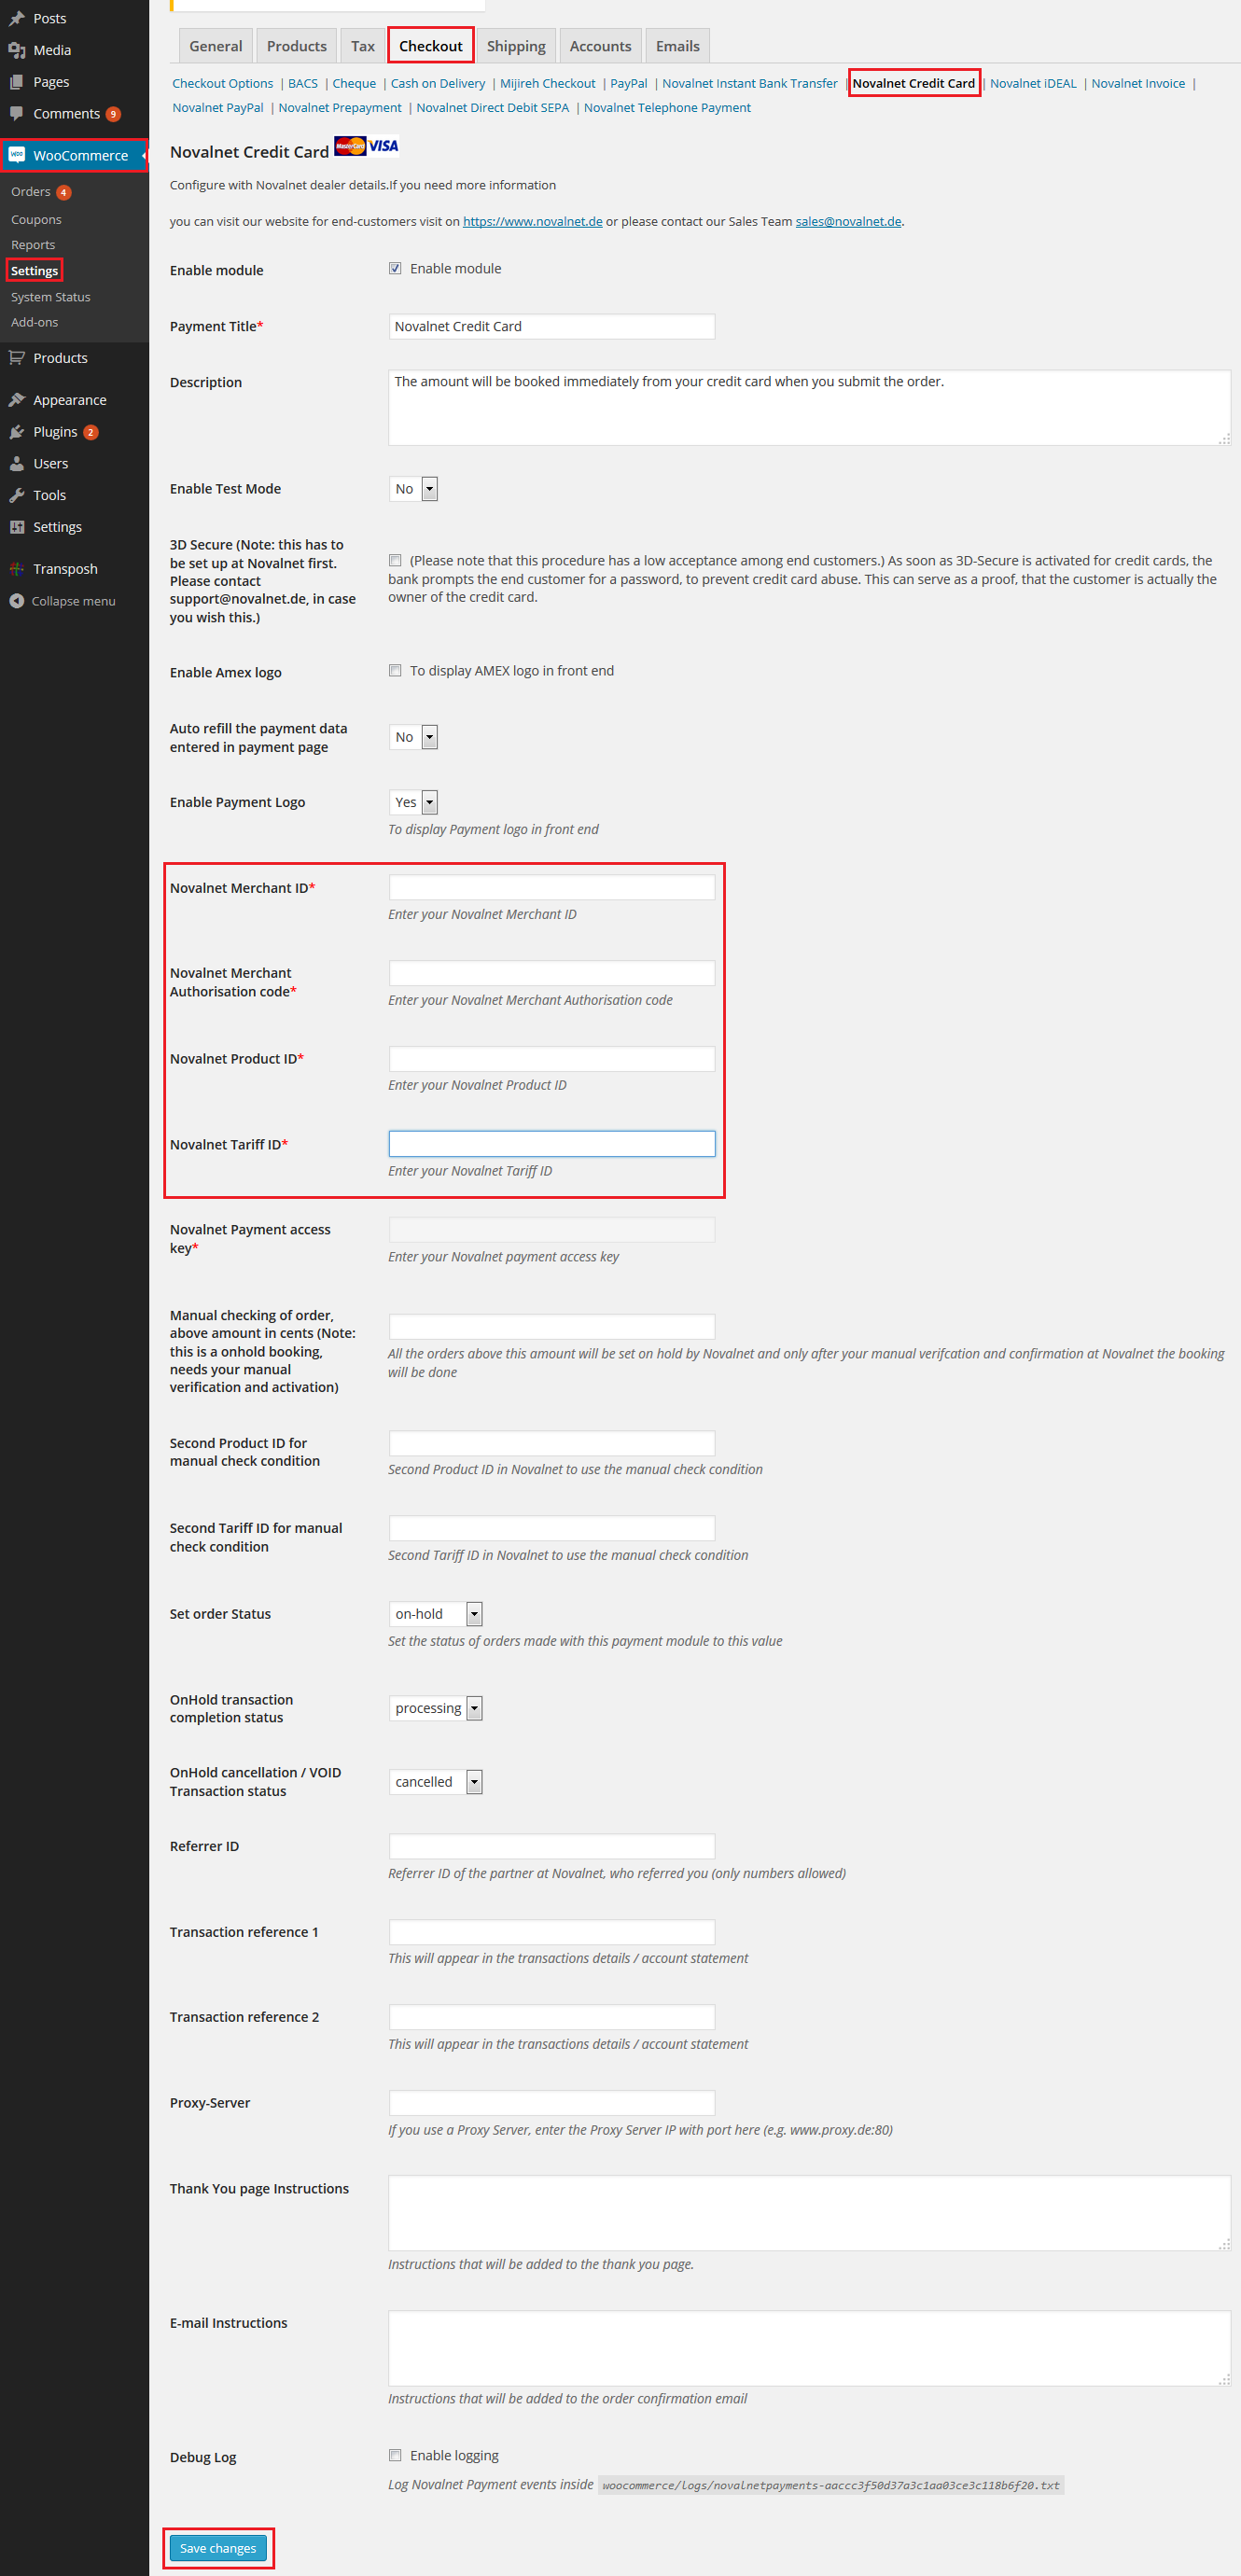 Posts
Media
Pages
Comments 9
WooCommerce
Orders 4
Coupons
Reports
Settings
System Status
Add-ons
Products
Appearance
Plugins 2
Users
Tools
Settings
Transposh
Collapse menu
General Products Tax Checkout Shipping Accounts Emails
Checkout Options | BACS | Cheque | Cash on Delivery | Mijireh Checkout | PayPal | Novalnet Instant Bank Transfer | Novalnet Credit Card | Novalnet iDEAL | Novalnet Invoice |
Novalnet PayPal | Novalnet Prepayment | Novalnet Direct Debit SEPA | Novalnet Telephone Payment
Novalnet Credit Card MasterCard VISA
Configure with Novalnet dealer details.If you need more information
you can visit our website for end-customers visit on https://www.novalnet.de or please contact our Sales Team sales@novalnet.de.
Enable module
Enable module
Payment Title*
Novalnet Credit Card
Description
The amount will be booked immediately from your credit card when you submit the order.
Enable Test Mode
No
3D Secure (Note: this has to
be set up at Novalnet first.
Please contact
support@novalnet.de, in case
you wish this.)
(Please note that this procedure has a low acceptance among end customers.) As soon as 3D-Secure is activated for credit cards, the
bank prompts the end customer for a password, to prevent credit card abuse. This can serve as a proof, that the customer is actually the
owner of the credit card.
Enable Amex logo
To display AMEX logo in front end
Auto refill the payment data
entered in payment page
No
Enable Payment Logo
Yes
To display Payment logo in front end
Novalnet Merchant ID*
Enter your Novalnet Merchant ID
Novalnet Merchant
Authorisation code*
Enter your Novalnet Merchant Authorisation code
Novalnet Product ID*
Enter your Novalnet Product ID
Novalnet Tariff ID*
Enter your Novalnet Tariff ID
Novalnet Payment access
key*
Enter your Novalnet payment access key
Manual checking of order,
above amount in cents (Note:
this is a onhold booking,
needs your manual
verification and activation)
All the orders above this amount will be set on hold by Novalnet and only after your manual verifcation and confirmation at Novalnet the booking
will be done
Second Product ID for
manual check condition
Second Product ID in Novalnet to use the manual check condition
Second Tariff ID for manual
check condition
Second Tariff ID in Novalnet to use the manual check condition
Set order Status
on-hold
Set the status of orders made with this payment module to this value
OnHold transaction
completion status
processing
OnHold cancellation / VOID
Transaction status
cancelled
Referrer ID
Referrer ID of the partner at Novalnet, who referred you (only numbers allowed)
Transaction reference 1
This will appear in the transactions details / account statement
Transaction reference 2
This will appear in the transactions details / account statement
Proxy-Server
If you use a Proxy Server, enter the Proxy Server IP with port here (e.g. www.proxy.de:80)
Thank You page Instructions
Instructions that will be added to the thank you page.
E-mail Instructions
Instructions that will be added to the order confirmation email
Debug Log
Enable logging
Log Novalnet Payment events inside woocommerce/logs/novalnetpayments-aaccc3f50d37a3c1aa03ce3c118b6f20.txt
Save changes